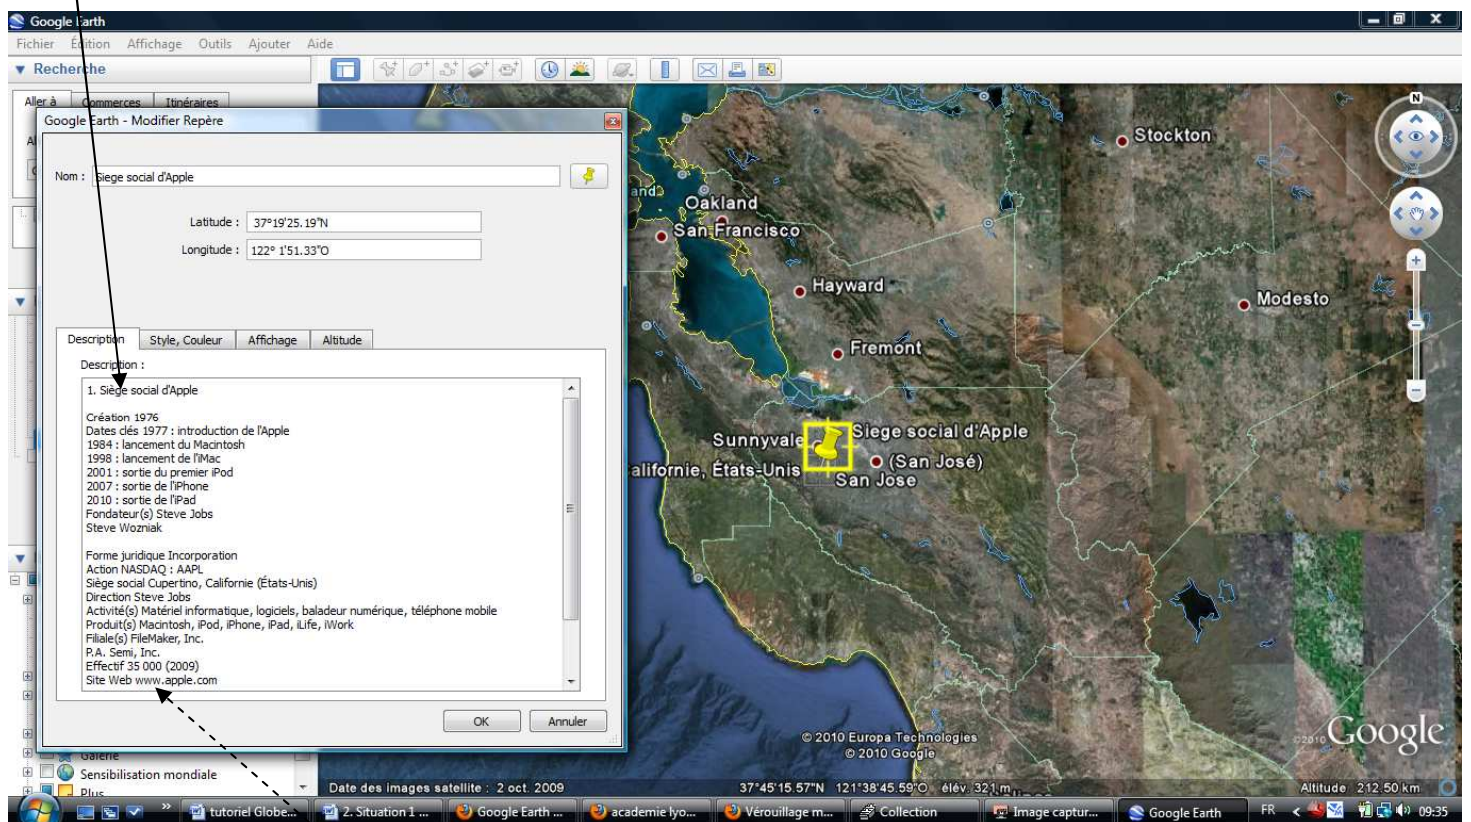 Google Earth
Fichier Édition Affichage Outils Ajouter Aide
Recherche
Aller à Commerces Itinéraires
Google Earth - Modifier Repère
Nom : Siege social d'Apple
Latitude : 37°19'25.19"N
Longitude : 122° 1'51.33"O
Description Style, Couleur Affichage Altitude
Description :
1. Siège social d'Apple
Création 1976
Dates clés 1977 : introduction de l'Apple
1984 : lancement du Macintosh
1998 : lancement de l'iMac
2001 : sortie du premier iPod
2007 : sortie de l'iPhone
2010 : sortie de l'iPad
Fondateur(s) Steve Jobs
Steve Wozniak
Forme juridique Incorporation
Action NASDAQ : AAPL
Siège social Cupertino, Californie (États-Unis)
Direction Steve Jobs
Activité(s) Matériel informatique, logiciels, baladeur numérique, téléphone mobile
Produit(s) Macintosh, iPod, iPhone, iPad, iLife, iWork
Filiale(s) FileMaker, Inc.
P.A. Semi, Inc.
Effectif 35 000 (2009)
Site Web www.apple.com
OK Annuler
Galerie
Sensibilisation mondiale
Plus
N
Stockton
Oakland
San Francisco
Hayward
Modesto
Fremont
Sunnyvale
Siege social d'Apple
(San José)
alifornie, États-Unis
San Jose
© 2010 Europa Technologies
© 2010 Google
©2010 Google
Date des images satellite : 2 oct. 2009
37°45'15.57"N 121°38'45.59"O élév. 321 m
Altitude 212.50 km
tutoriel Globe...
2. Situation 1 ...
Google Earth ...
academie lyo...
Vérouillage m...
Collection
Image captur...
Google Earth
FR
09:35